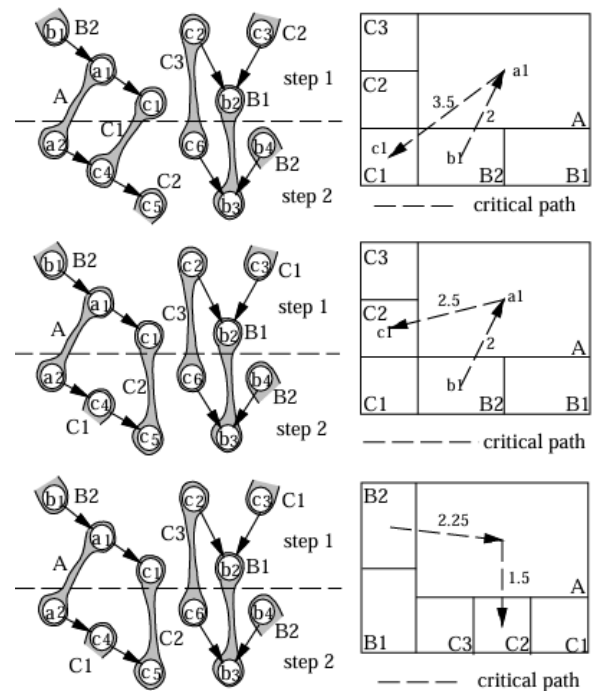 b1 B2
c2
c3 C2
a1
C3
step 1
A
c1
b2 B1
C1
a2
c6
b4
c4
C2
B2
c5
b3
step 2
C3
a1
C2
3.5
2
A
c1
b1
C1 B2 B1
critical path
b1 B2
c2
c3 C1
a1
step 1
A
c1
C3
b2 B1
a2
C2
c6
b4
c4
B2
C1
c5
b3
step 2
C3
a1
C2
2.5
c1
2
A
b1
C1 B2 B1
critical path
b1 B2
c2
c3 C1
a1
C3
step 1
A
c1
b2 B1
a2
c6
b4
c4
C2
B2
C1
c5
b3
step 2
B2
2.25
1.5
A
B1 C3 C2 C1
critical path